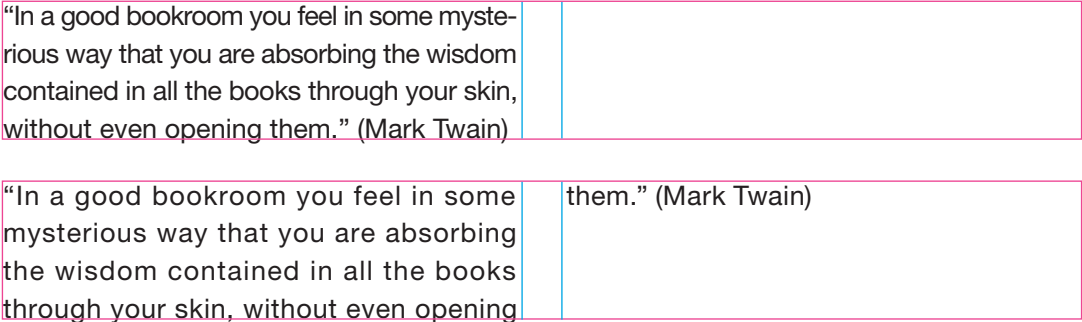 “In a good bookroom you feel in some myste-
rious way that you are absorbing the wisdom
contained in all the books through your skin,
without even opening them.” (Mark Twain)
“In a good bookroom you feel in some
mysterious way that you are absorbing
the wisdom contained in all the books
through your skin, without even opening
them.” (Mark Twain)